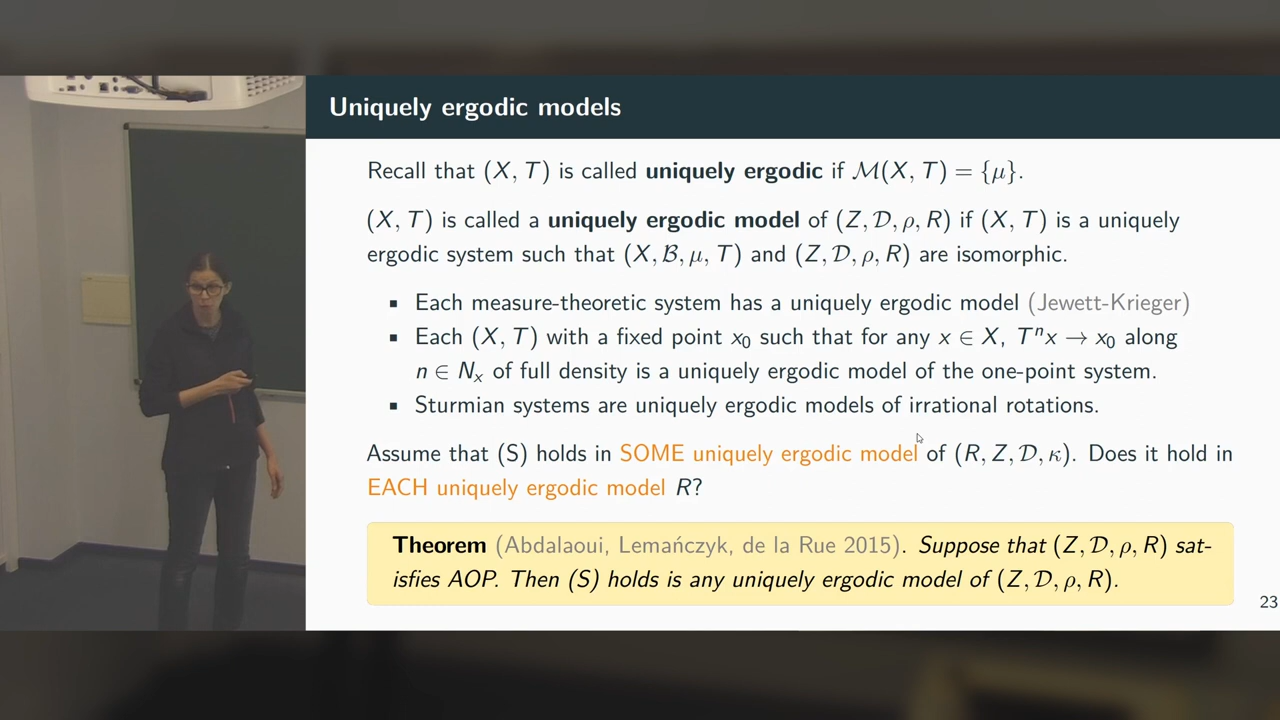 Uniquely ergodic models
Recall that (X, T) is called uniquely ergodic if ℳ(X, T) = {μ}.
(X, T) is called a uniquely ergodic model of (Z, 𝒟, ρ, R) if (X, T) is a uniquely
ergodic system such that (X, ℬ, μ, T) and (Z, 𝒟, ρ, R) are isomorphic.
▪ Each measure-theoretic system has a uniquely ergodic model (Jewett-Krieger)
▪ Each (X, T) with a fixed point x₀ such that for any x ∈ X, Tⁿx → x₀ along
n ∈ Nₓ of full density is a uniquely ergodic model of the one-point system.
▪ Sturmian systems are uniquely ergodic models of irrational rotations.
Assume that (S) holds in SOME uniquely ergodic model of (R, Z, 𝒟, κ). Does it hold in
EACH uniquely ergodic model R?
Theorem (Abdalaoui, Lemańczyk, de la Rue 2015). Suppose that (Z, 𝒟, ρ, R) sat-
isfies AOP. Then (S) holds is any uniquely ergodic model of (Z, 𝒟, ρ, R).
23